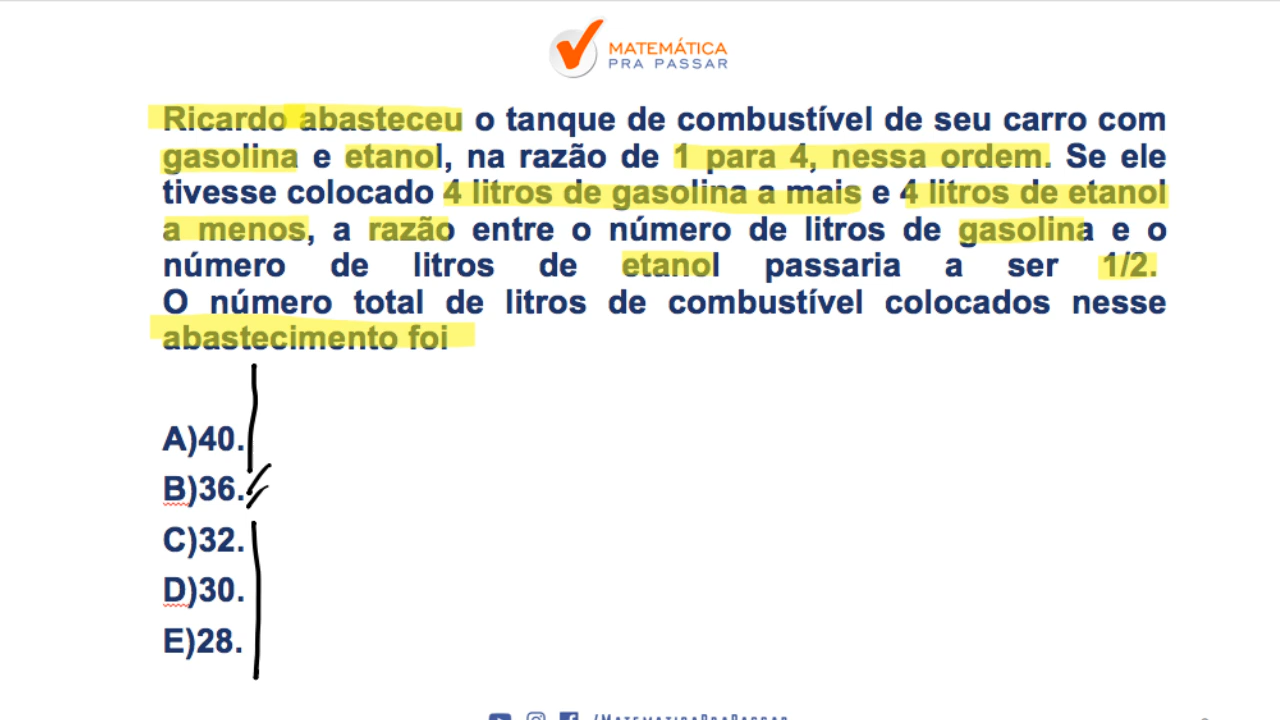 MATEMÁTICA
PRA PASSAR
Ricardo abasteceu o tanque de combustível de seu carro com
gasolina e etanol, na razão de 1 para 4, nessa ordem. Se ele
tivesse colocado 4 litros de gasolina a mais e 4 litros de etanol
a menos, a razão entre o número de litros de gasolina e o
número de litros de etanol passaria a ser 1/2.
O número total de litros de combustível colocados nesse
abastecimento foi
A)40.
B)36.
C)32.
D)30.
E)28.
/MATEMATICAPRAPASSAR